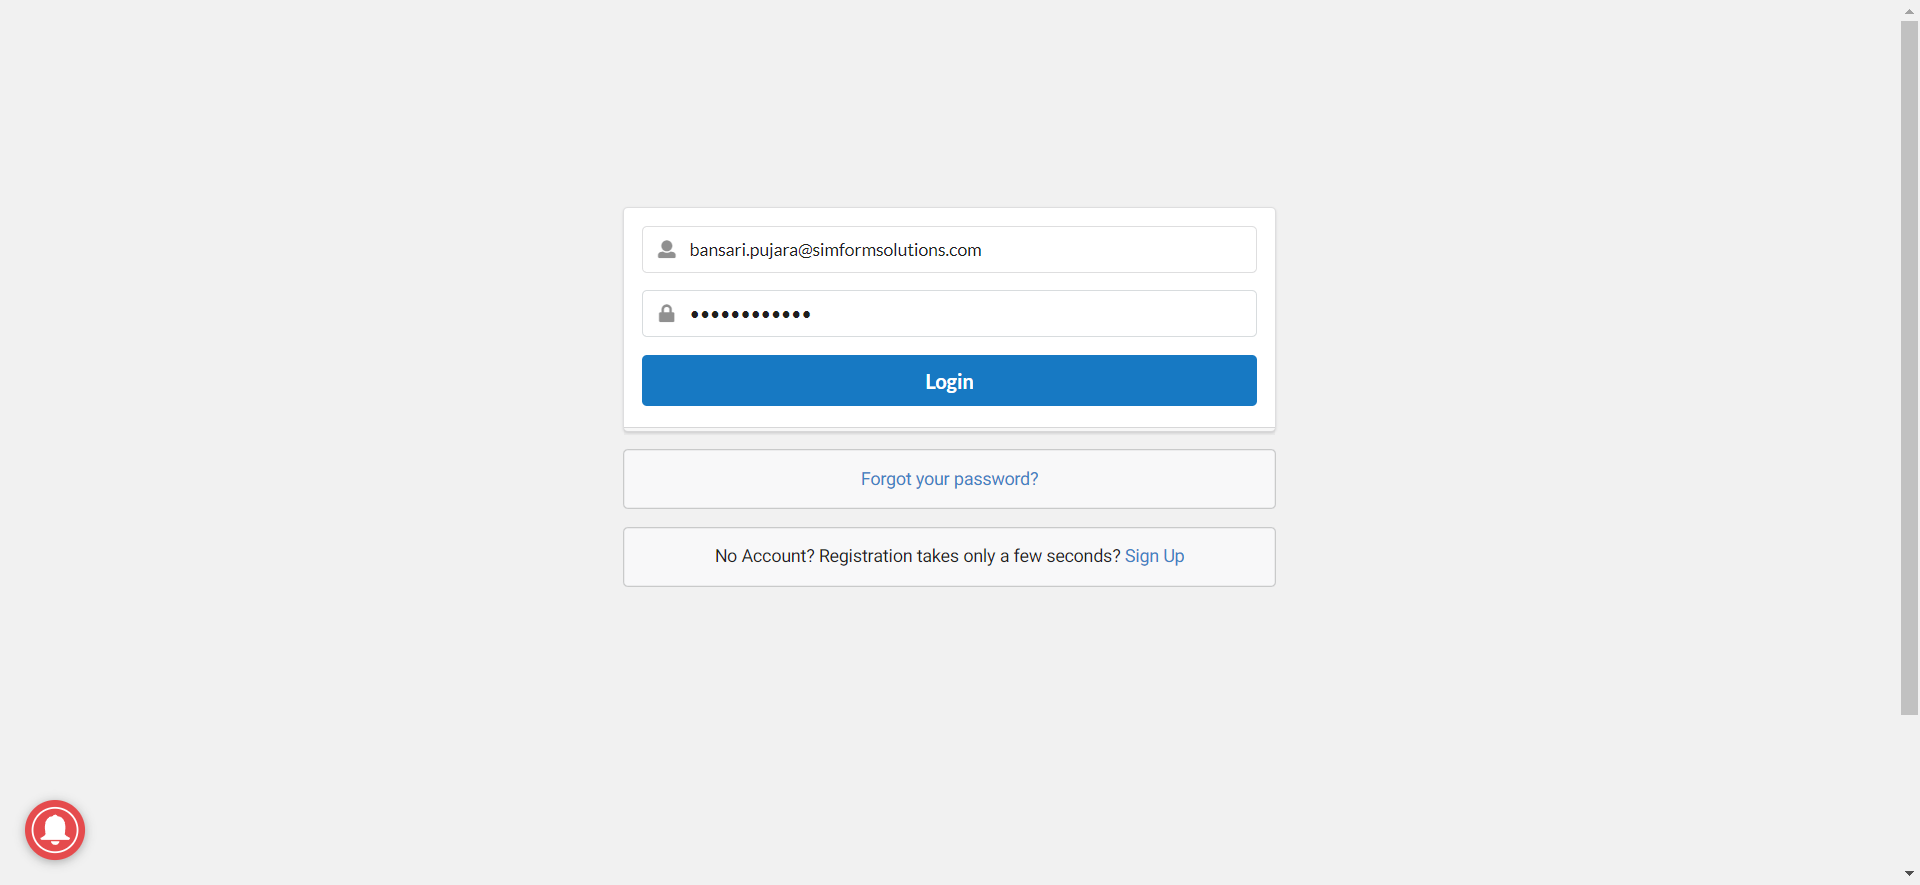 bansari.pujara@simformsolutions.com
••••••••••••
Login
Forgot your password?
No Account? Registration takes only a few seconds? Sign Up